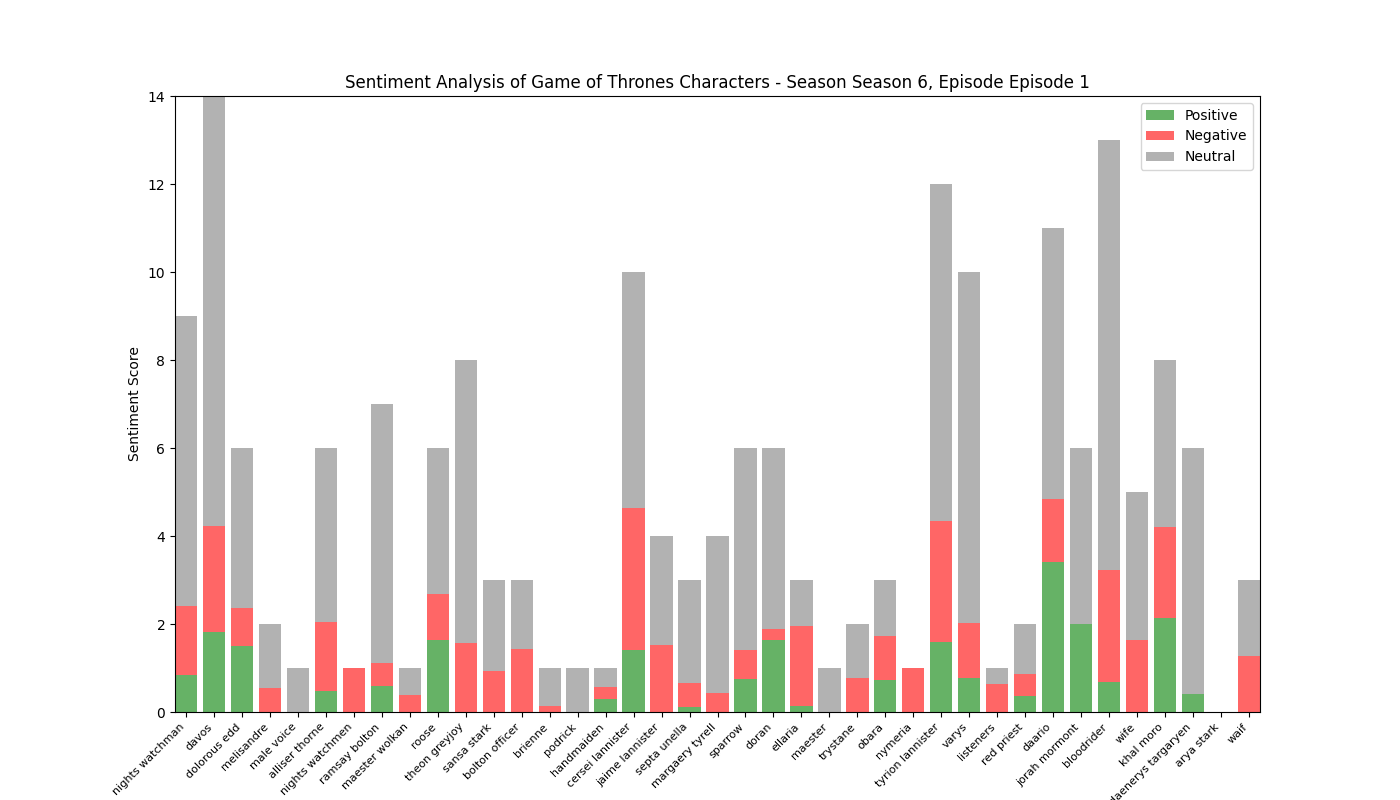 Sentiment Analysis of Game of Thrones Characters - Season Season 6, Episode Episode 1
Positive
Negative
Neutral
Sentiment Score
14
12
10
8
6
4
2
0
nights watchman
davos
dolorous edd
melisandre
male voice
alliser thorne
nights watchmen
ramsay bolton
maester wolkan
roose
theon greyjoy
sansa stark
bolton officer
brienne
podrick
handmaiden
cersei lannister
jaime lannister
septa unella
margaery tyrell
sparrow
doran
ellaria
maester
trystane
obara
nymeria
tyrion lannister
varys
listeners
red priest
daario
jorah mormont
bloodrider
wife
khal moro
daenerys targaryen
arya stark
waif